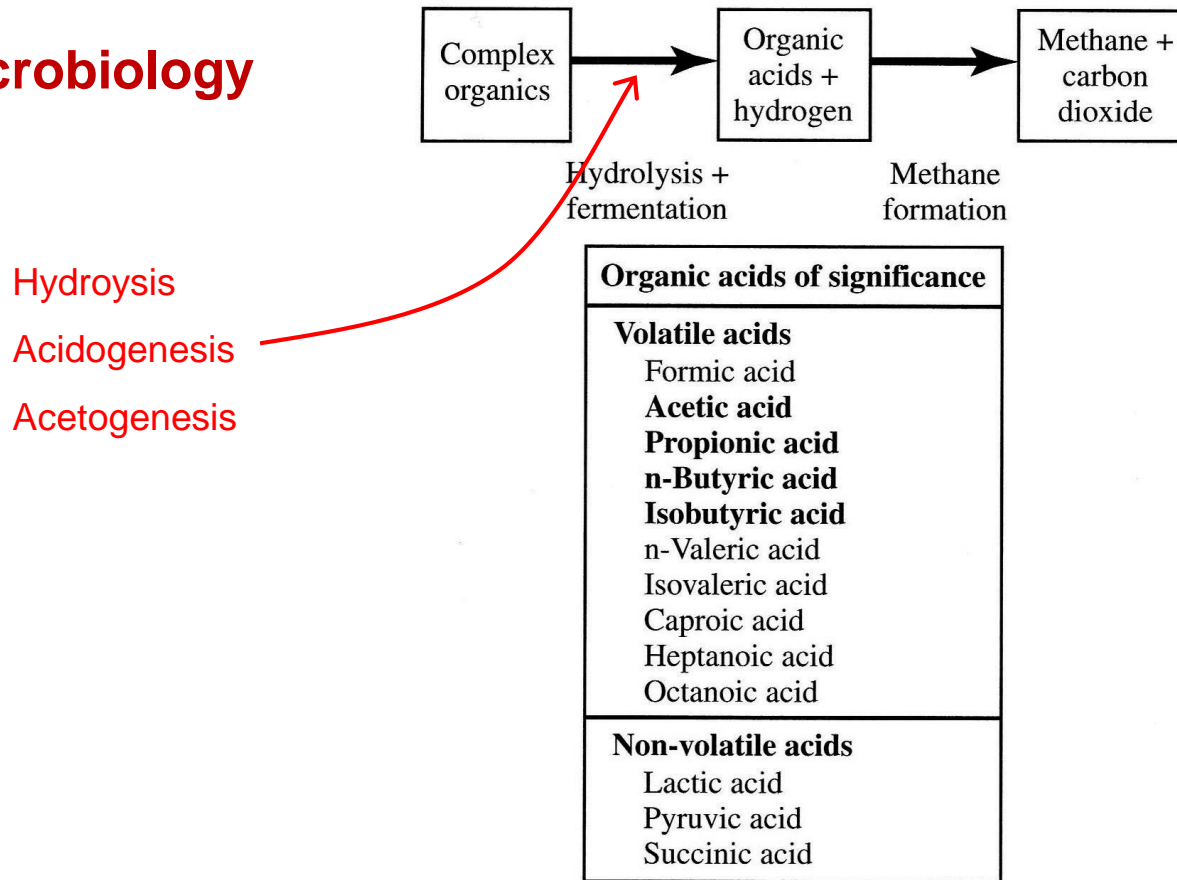 crobiology
Complex
organics
Organic
acids +
hydrogen
Methane +
carbon
dioxide
Hydrolysis +
fermentation
Methane
formation
Hydroysis
Acidogenesis
Acetogenesis
Organic acids of significance
Volatile acids
Formic acid
Acetic acid
Propionic acid
n-Butyric acid
Isobutyric acid
n-Valeric acid
Isovaleric acid
Caproic acid
Heptanoic acid
Octanoic acid
Non-volatile acids
Lactic acid
Pyruvic acid
Succinic acid